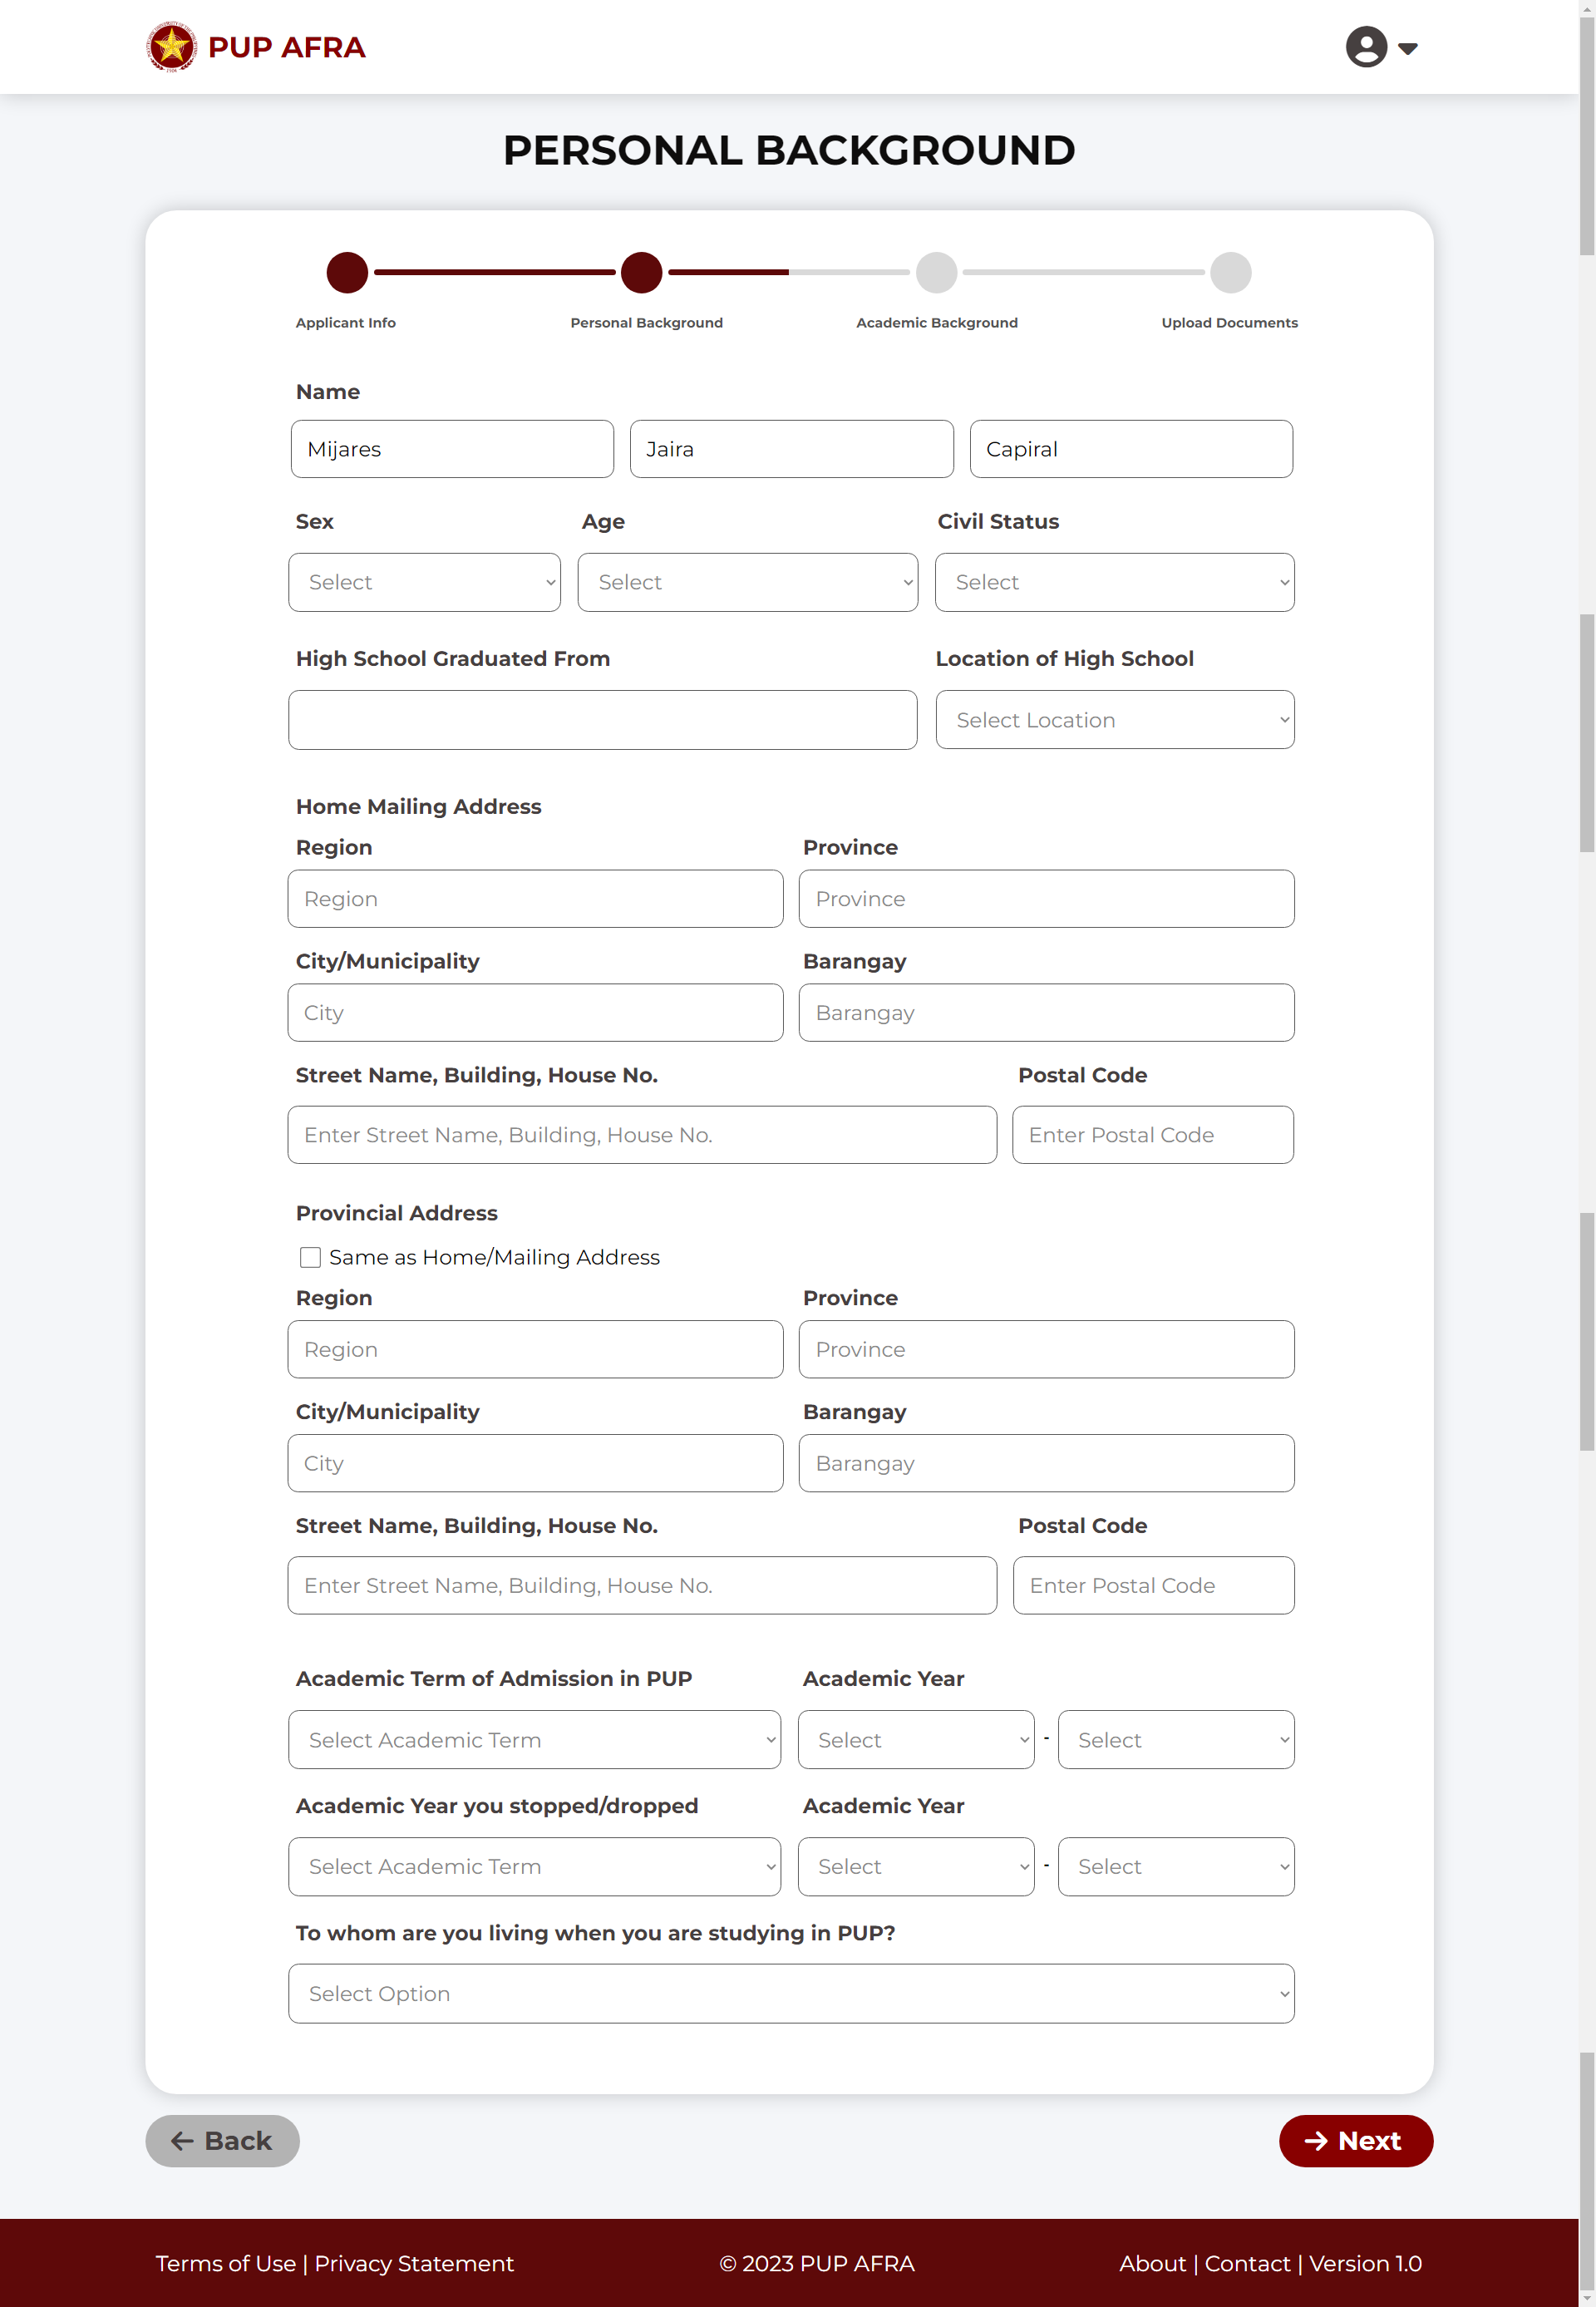 PUP AFRA
PERSONAL BACKGROUND
Applicant Info Personal Background Academic Background Upload Documents
Name
Mijares Jaira Capiral
Sex Age Civil Status
Select Select Select
High School Graduated From Location of High School
Select Location
Home Mailing Address
Region Province
Region Province
City/Municipality Barangay
City Barangay
Street Name, Building, House No. Postal Code
Enter Street Name, Building, House No. Enter Postal Code
Provincial Address
Same as Home/Mailing Address
Region Province
Region Province
City/Municipality Barangay
City Barangay
Street Name, Building, House No. Postal Code
Enter Street Name, Building, House No. Enter Postal Code
Academic Term of Admission in PUP Academic Year
Select Academic Term Select - Select
Academic Year you stopped/dropped Academic Year
Select Academic Term Select - Select
To whom are you living when you are studying in PUP?
Select Option
Back Next
Terms of Use | Privacy Statement © 2023 PUP AFRA About | Contact | Version 1.0